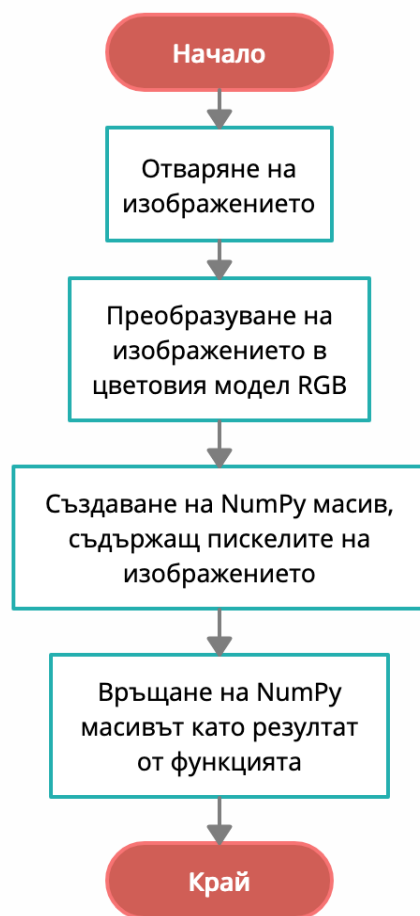 Начало
Отваряне на
изображението
Преобразуване на
изображението в
цветовия модел RGB
Създаване на NumPy масив,
съдържащ пискелите на
изображението
Връщане на NumPy
масивът като резултат
от функцията
Край